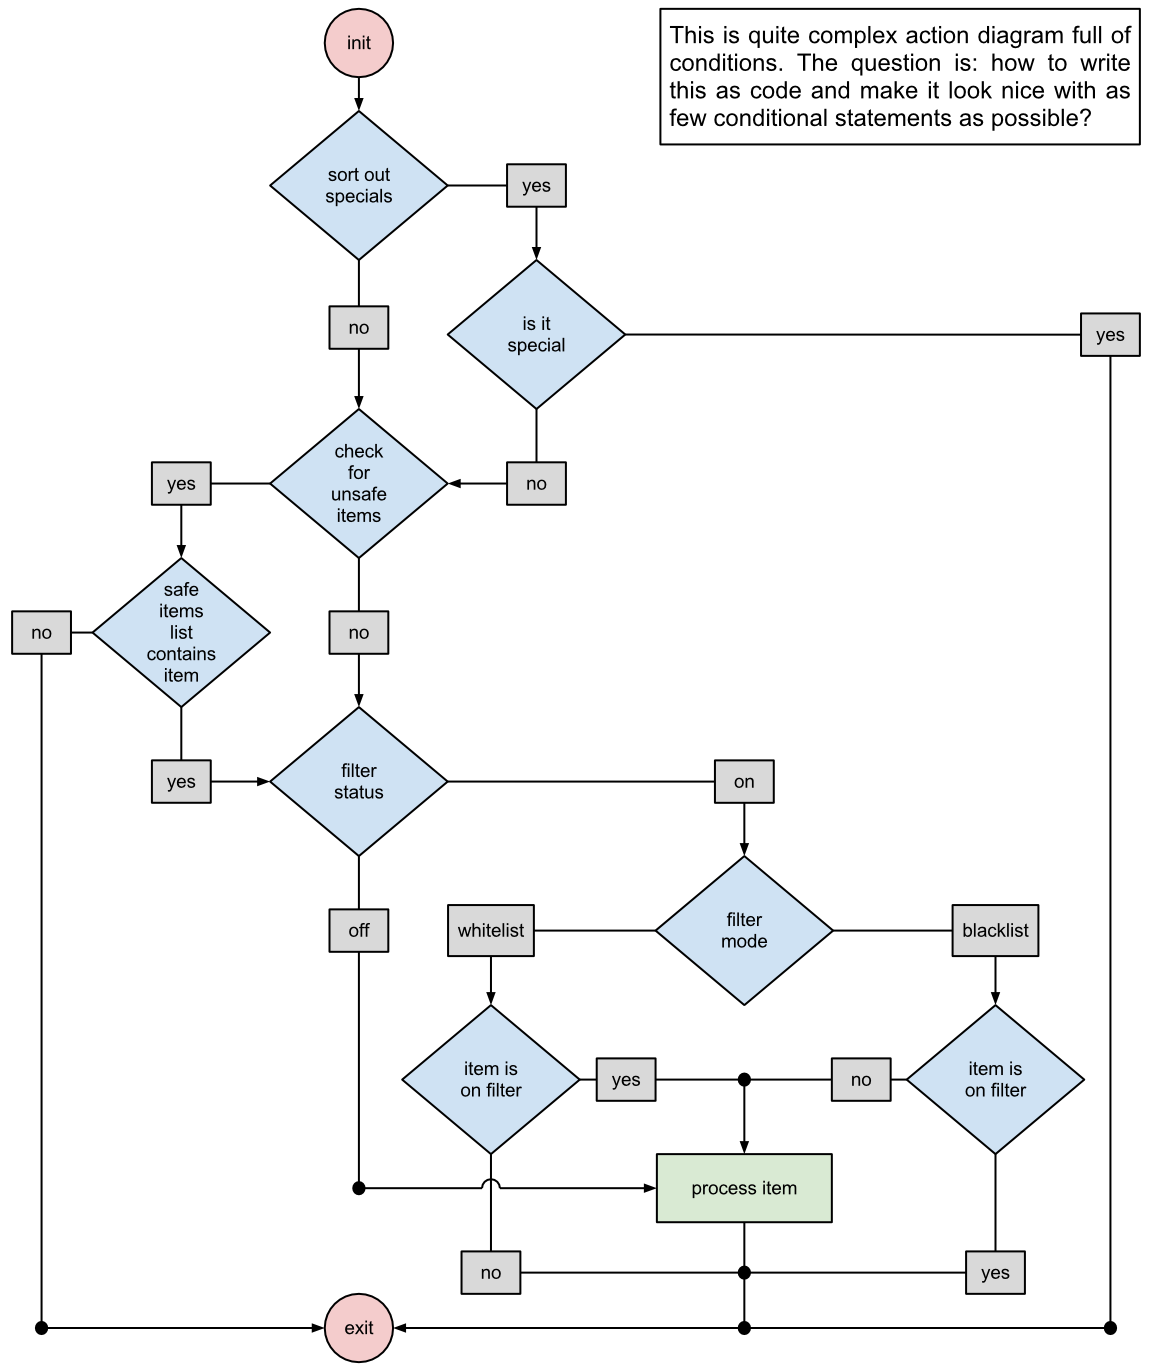 init
This is quite complex action diagram full of
conditions. The question is: how to write
this as code and make it look nice with as
few conditional statements as possible?
sort out
specials
yes
is it
special
no
yes
check
for
unsafe
items
yes
no
safe
items
list
contains
item
no
no
filter
status
yes
on
off
whitelist
filter
mode
blacklist
item is
on filter
yes
no
item is
on filter
process item
no
yes
exit